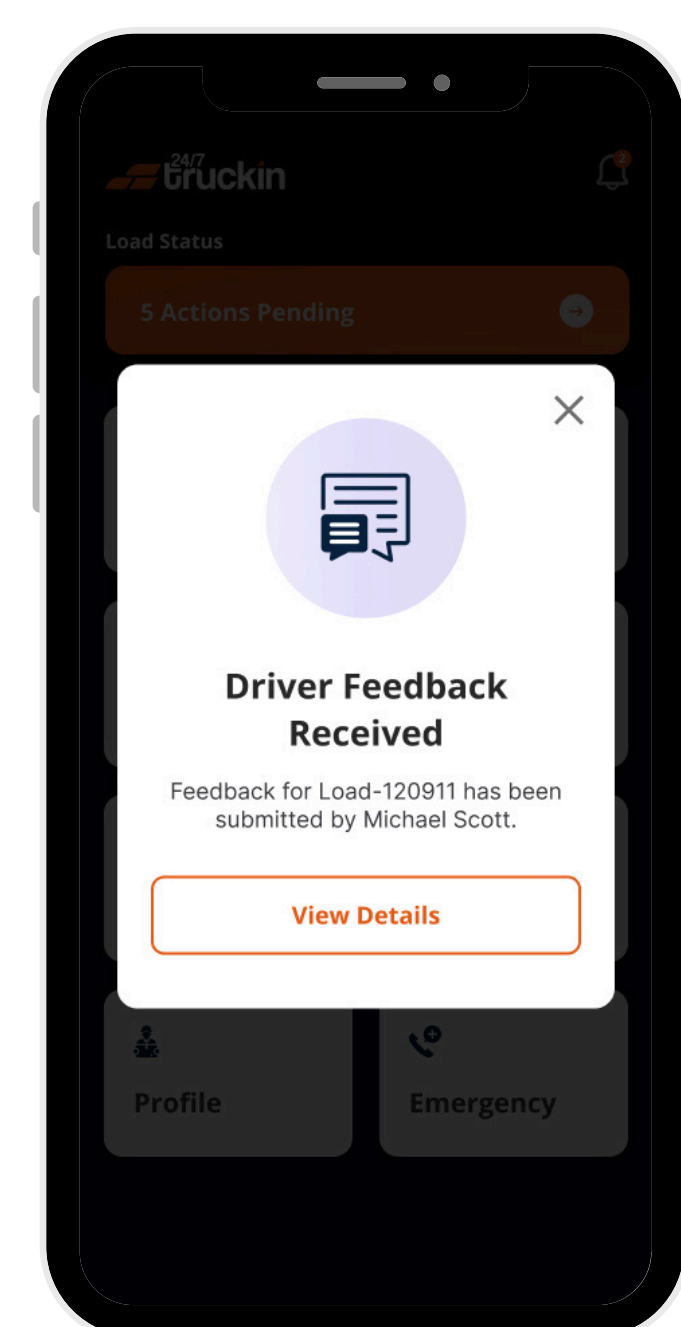 24/7
truckin
2
Load Status
5 Actions Pending
Driver Feedback
Received
Feedback for Load-120911 has been
submitted by Michael Scott.
View Details
Profile
Emergency